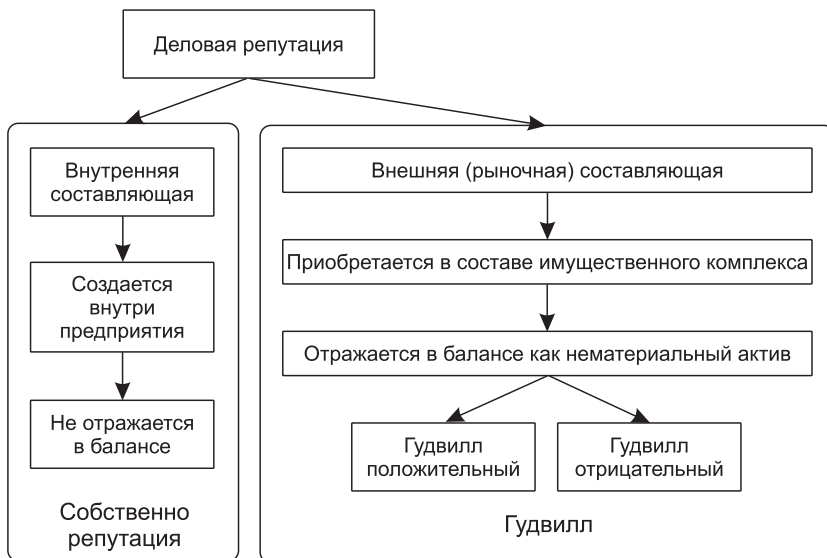 Деловая репутация
Внутренняя
составляющая
Создается
внутри
предприятия
Не отражается
в балансе
Собственно
репутация
Внешняя (рыночная) составляющая
Приобретается в составе имущественного комплекса
Отражается в балансе как нематериальный актив
Гудвилл
положительный
Гудвилл
отрицательный
Гудвилл